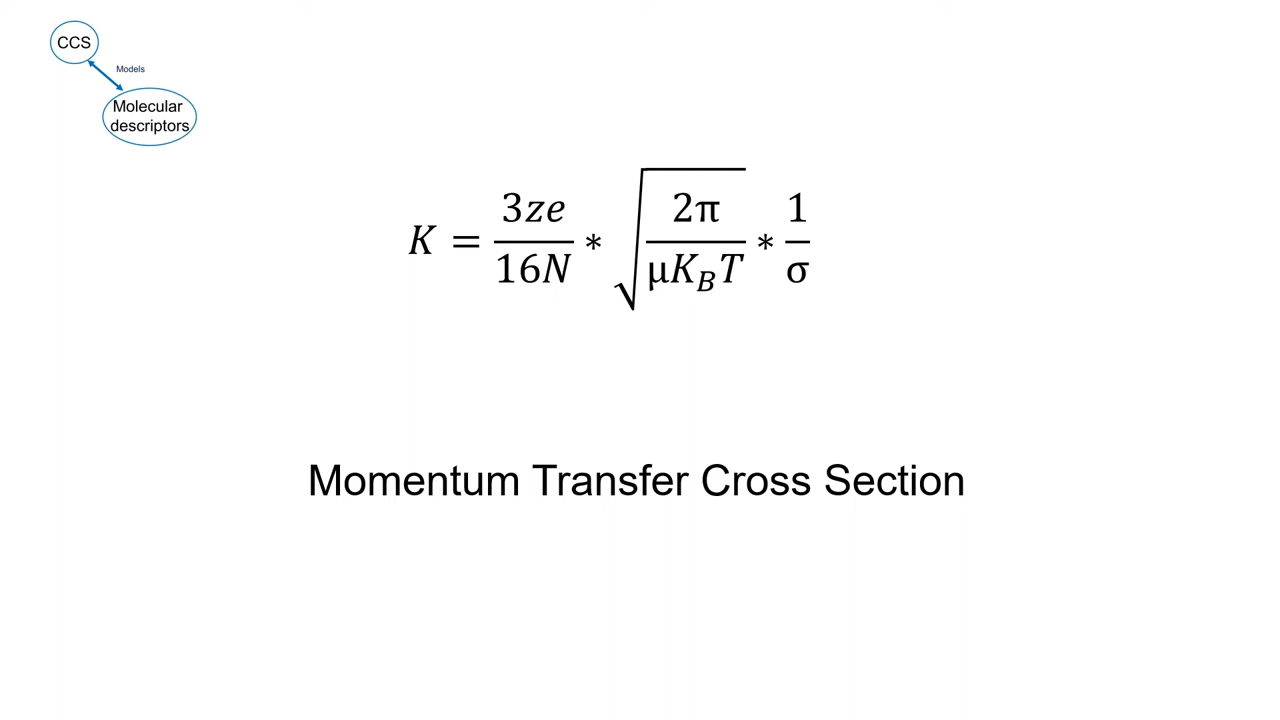 CCS
Models
Molecular
descriptors
K = 3ze/16N * √(2π/μK_BT) * 1/σ
Momentum Transfer Cross Section